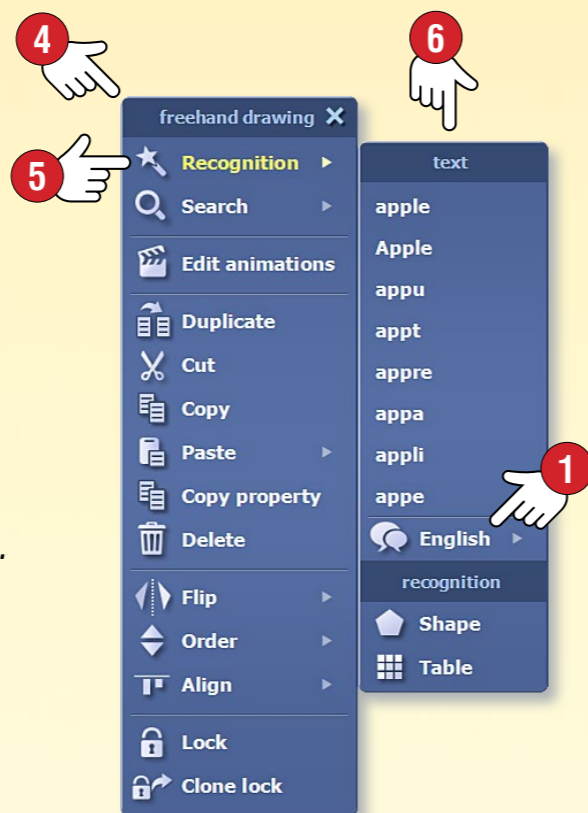 4
6
freehand drawing
5
Recognition
Search
Edit animations
Duplicate
Cut
Copy
Paste
Copy property
Delete
.
Flip
Order
Align
Lock
Clone lock
text
apple
Apple
appu
appt
appre
appa
appli
appe
1
English
recognition
Shape
Table